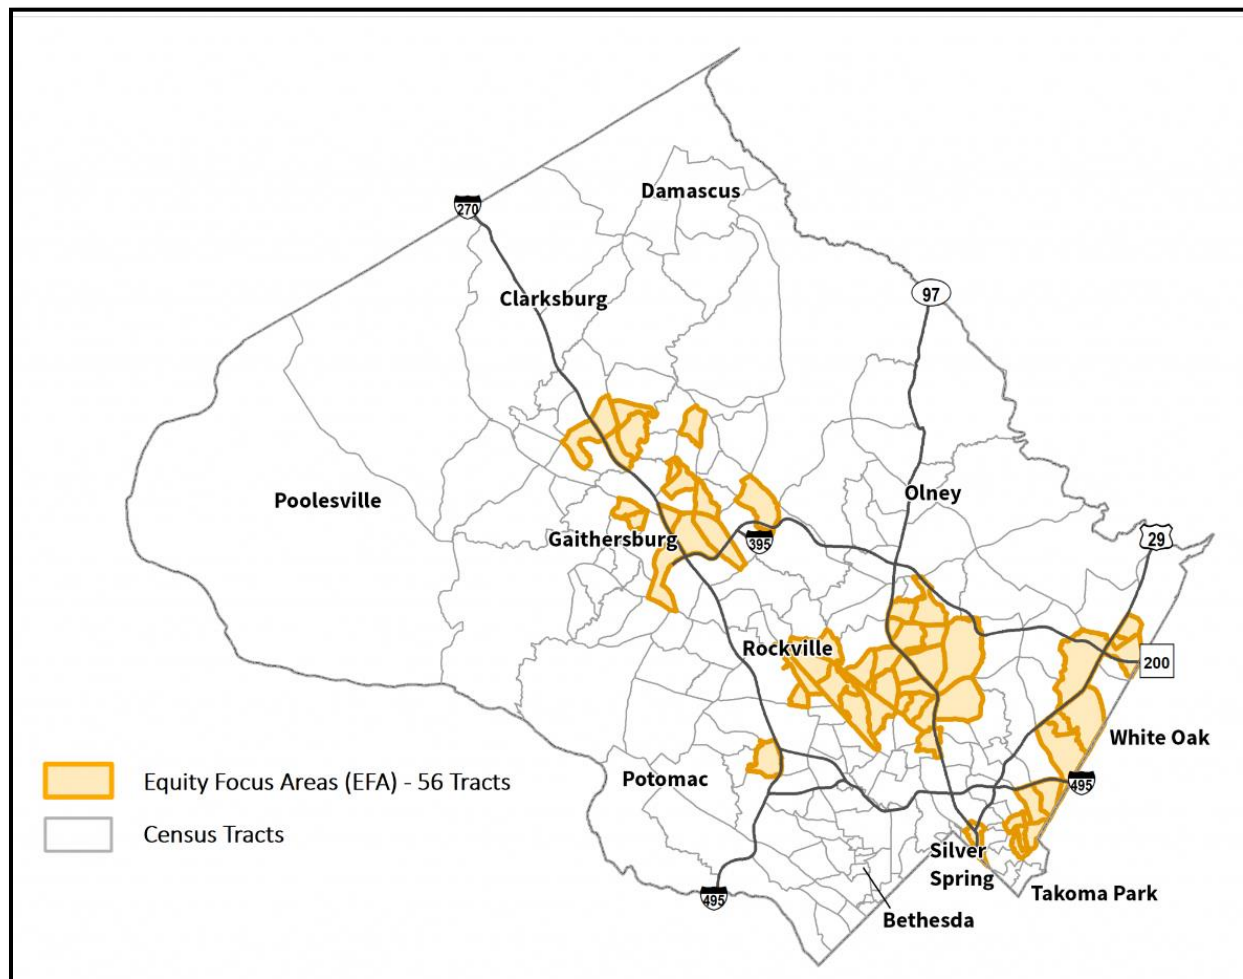 Damascus
270
Clarksburg
97
Poolesville
Olney
29
Gaithersburg
395
Rockville
200
White Oak
Potomac
Equity Focus Areas (EFA) - 56 Tracts
495
Census Tracts
Silver
Spring
495
Takoma Park
Bethesda